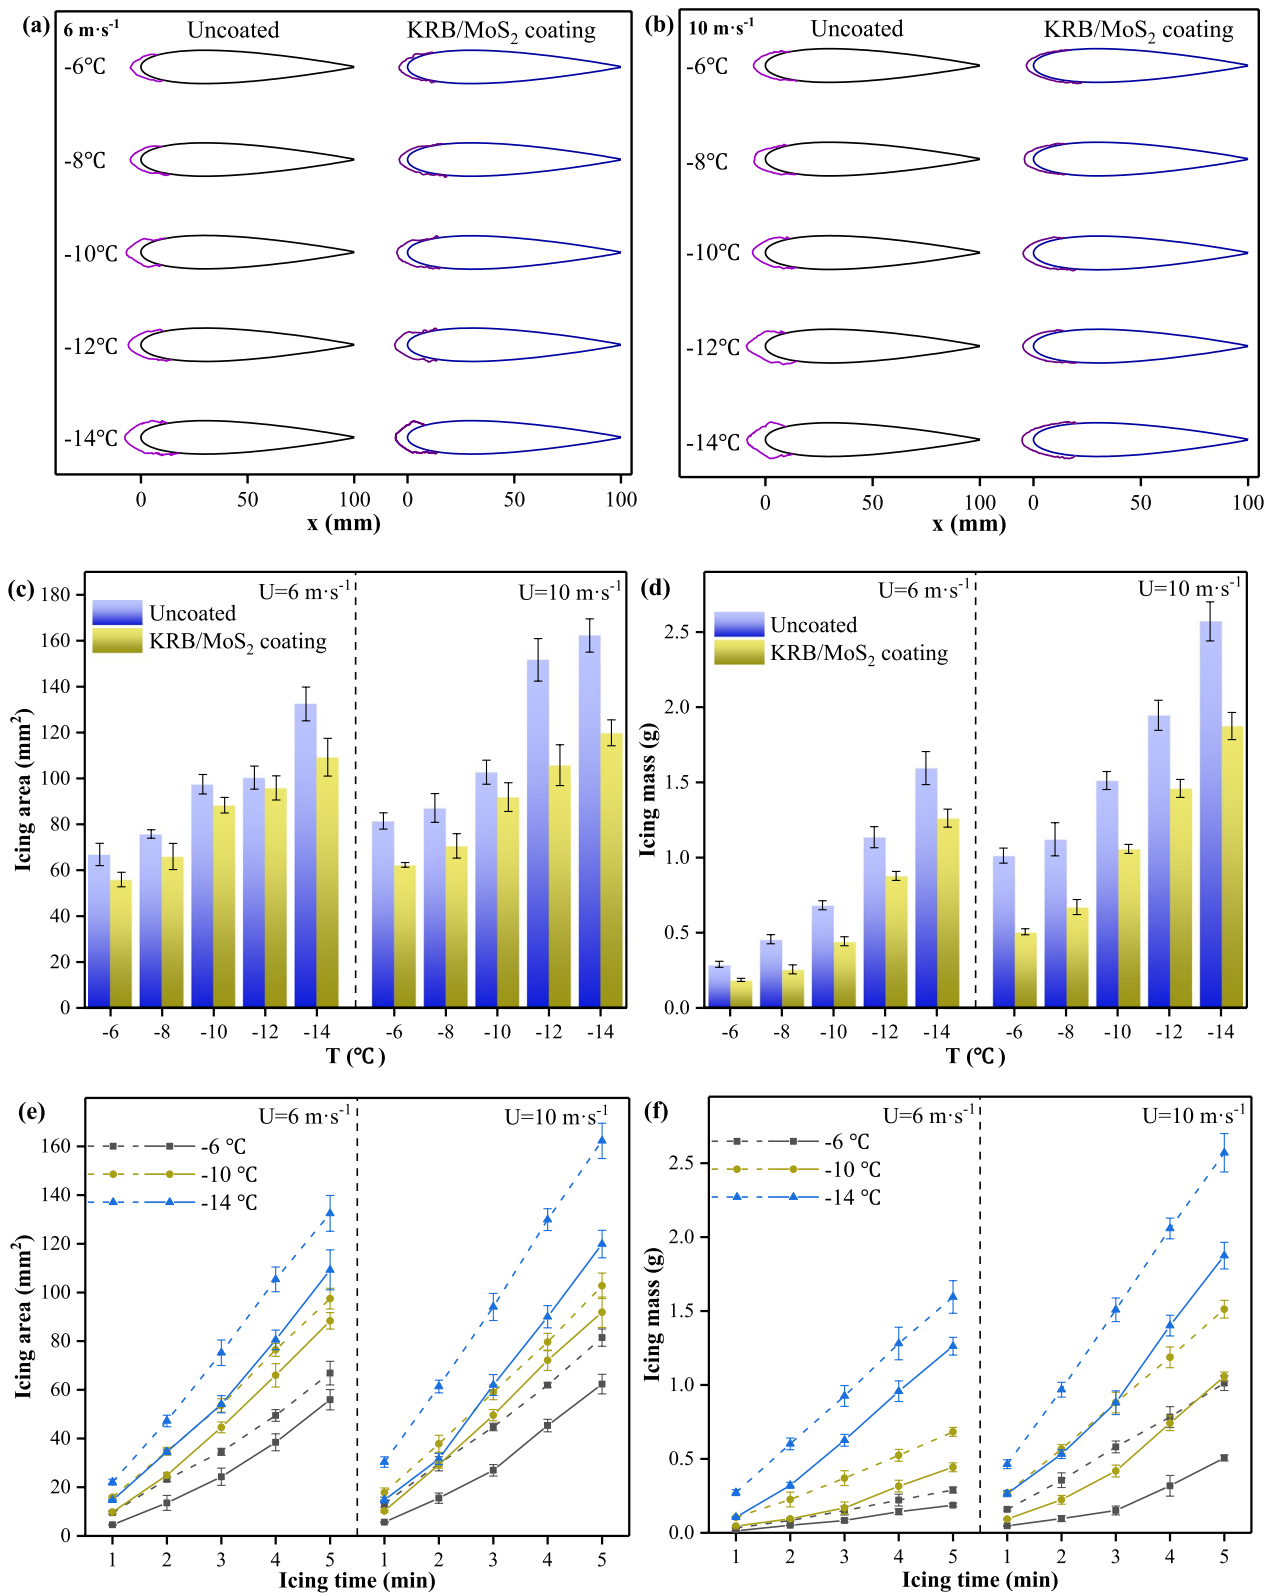 (a) 6 m·s⁻¹ Uncoated KRB/MoS₂ coating
-6℃
-8℃
-10℃
-12℃
-14℃
0 50 100 0 50 100
x (mm)
(b) 10 m·s⁻¹ Uncoated KRB/MoS₂ coating
-6℃
-8℃
-10℃
-12℃
-14℃
0 50 100 0 50 100
x (mm)
(c) U=6 m·s⁻¹ U=10 m·s⁻¹
Uncoated
KRB/MoS₂ coating
Icing area (mm²)
180
160
140
120
100
80
60
40
20
0
-6 -8 -10 -12 -14 -6 -8 -10 -12 -14
T (℃)
(d) U=6 m·s⁻¹ U=10 m·s⁻¹
Uncoated
KRB/MoS₂ coating
Icing mass (g)
2.5
2.0
1.5
1.0
0.5
0.0
-6 -8 -10 -12 -14 -6 -8 -10 -12 -14
T (℃)
(e) U=6 m·s⁻¹ U=10 m·s⁻¹
-6 ℃
-10 ℃
-14 ℃
Icing area (mm²)
160
140
120
100
80
60
40
20
0
1 2 3 4 5 1 2 3 4 5
Icing time (min)
(f) U=6 m·s⁻¹ U=10 m·s⁻¹
-6 ℃
-10 ℃
-14 ℃
Icing mass (g)
2.5
2.0
1.5
1.0
0.5
0.0
1 2 3 4 5 1 2 3 4 5
Icing time (min)